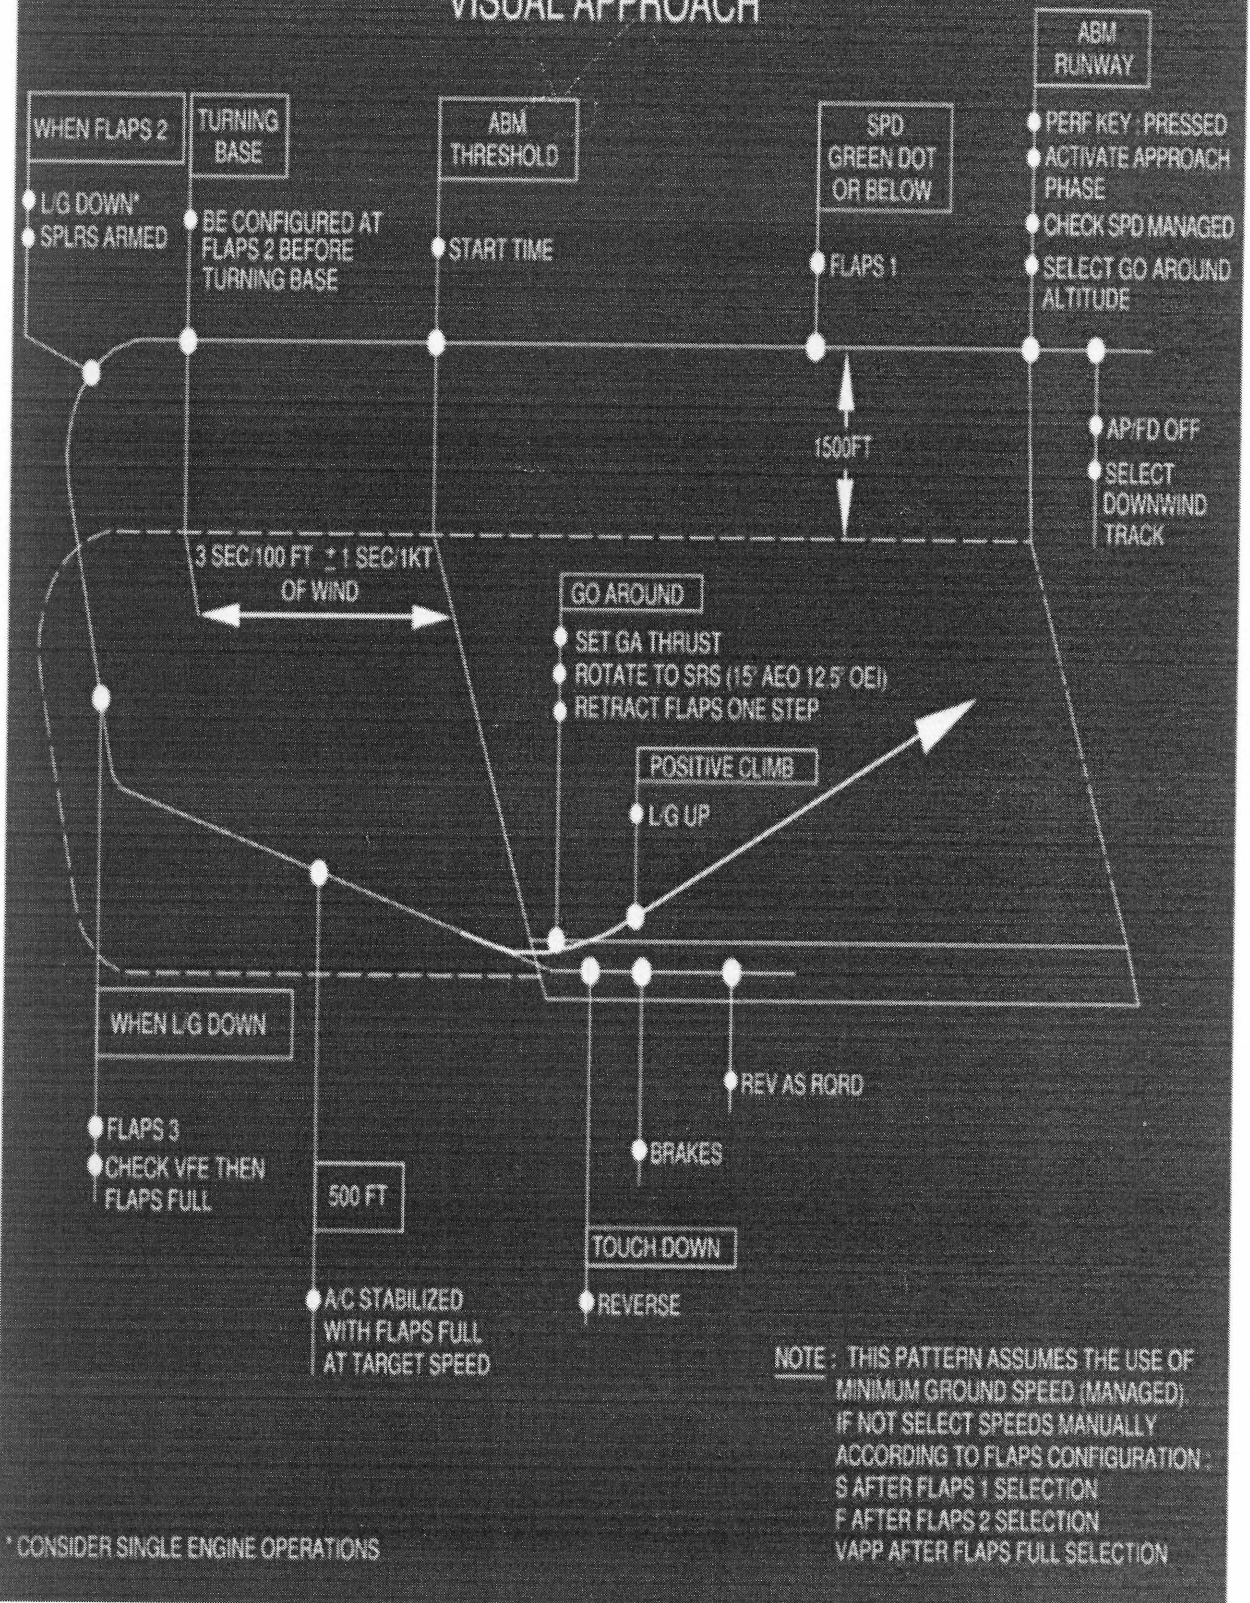 VISUAL APPROACH
ABM
RUNWAY
PERF KEY : PRESSED
ACTIVATE APPROACH
PHASE
CHECK SPD MANAGED
SELECT GO AROUND
ALTITUDE
WHEN FLAPS 2
L/G DOWN*
SPLRS ARMED
TURNING
BASE
BE CONFIGURED AT
FLAPS 2 BEFORE
TURNING BASE
ABM
THRESHOLD
START TIME
SPD
GREEN DOT
OR BELOW
FLAPS 1
1500FT
AP/FD OFF
SELECT
DOWNWIND
TRACK
3 SEC/100 FT ± 1 SEC/1KT
OF WIND
GO AROUND
SET GA THRUST
ROTATE TO SRS (15° AEO 12.5° OEI)
RETRACT FLAPS ONE STEP
POSITIVE CLIMB
L/G UP
WHEN L/G DOWN
FLAPS 3
CHECK VFE THEN
FLAPS FULL
500 FT
A/C STABILIZED
WITH FLAPS FULL
AT TARGET SPEED
REV AS RQRD
BRAKES
TOUCH DOWN
REVERSE
NOTE : THIS PATTERN ASSUMES THE USE OF
MINIMUM GROUND SPEED (MANAGED).
IF NOT SELECT SPEEDS MANUALLY
ACCORDING TO FLAPS CONFIGURATION :
S AFTER FLAPS 1 SELECTION
F AFTER FLAPS 2 SELECTION
VAPP AFTER FLAPS FULL SELECTION
* CONSIDER SINGLE ENGINE OPERATIONS